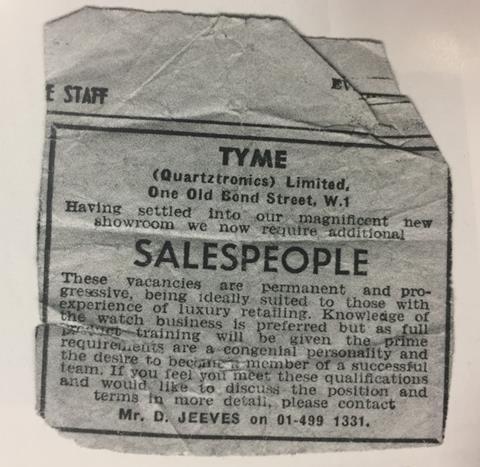 E STAFF
TYME
(Quartztronics) Limited,
One Old Bond Street, W.1
Having settled into our magnificent new
showroom we now require additional
SALESPEOPLE
These vacancies are permanent and pro-
gressive, being ideally suited to those with
experience of luxury retailing. Knowledge of
the watch business is preferred but as full
product training will be given the prime
requirements are a congenial personality and
the desire to become a member of a successful
team. If you feel you meet these qualifications
and would like to discuss the position and
terms in more detail, please contact
Mr. D. JEEVES on 01-499 1331.